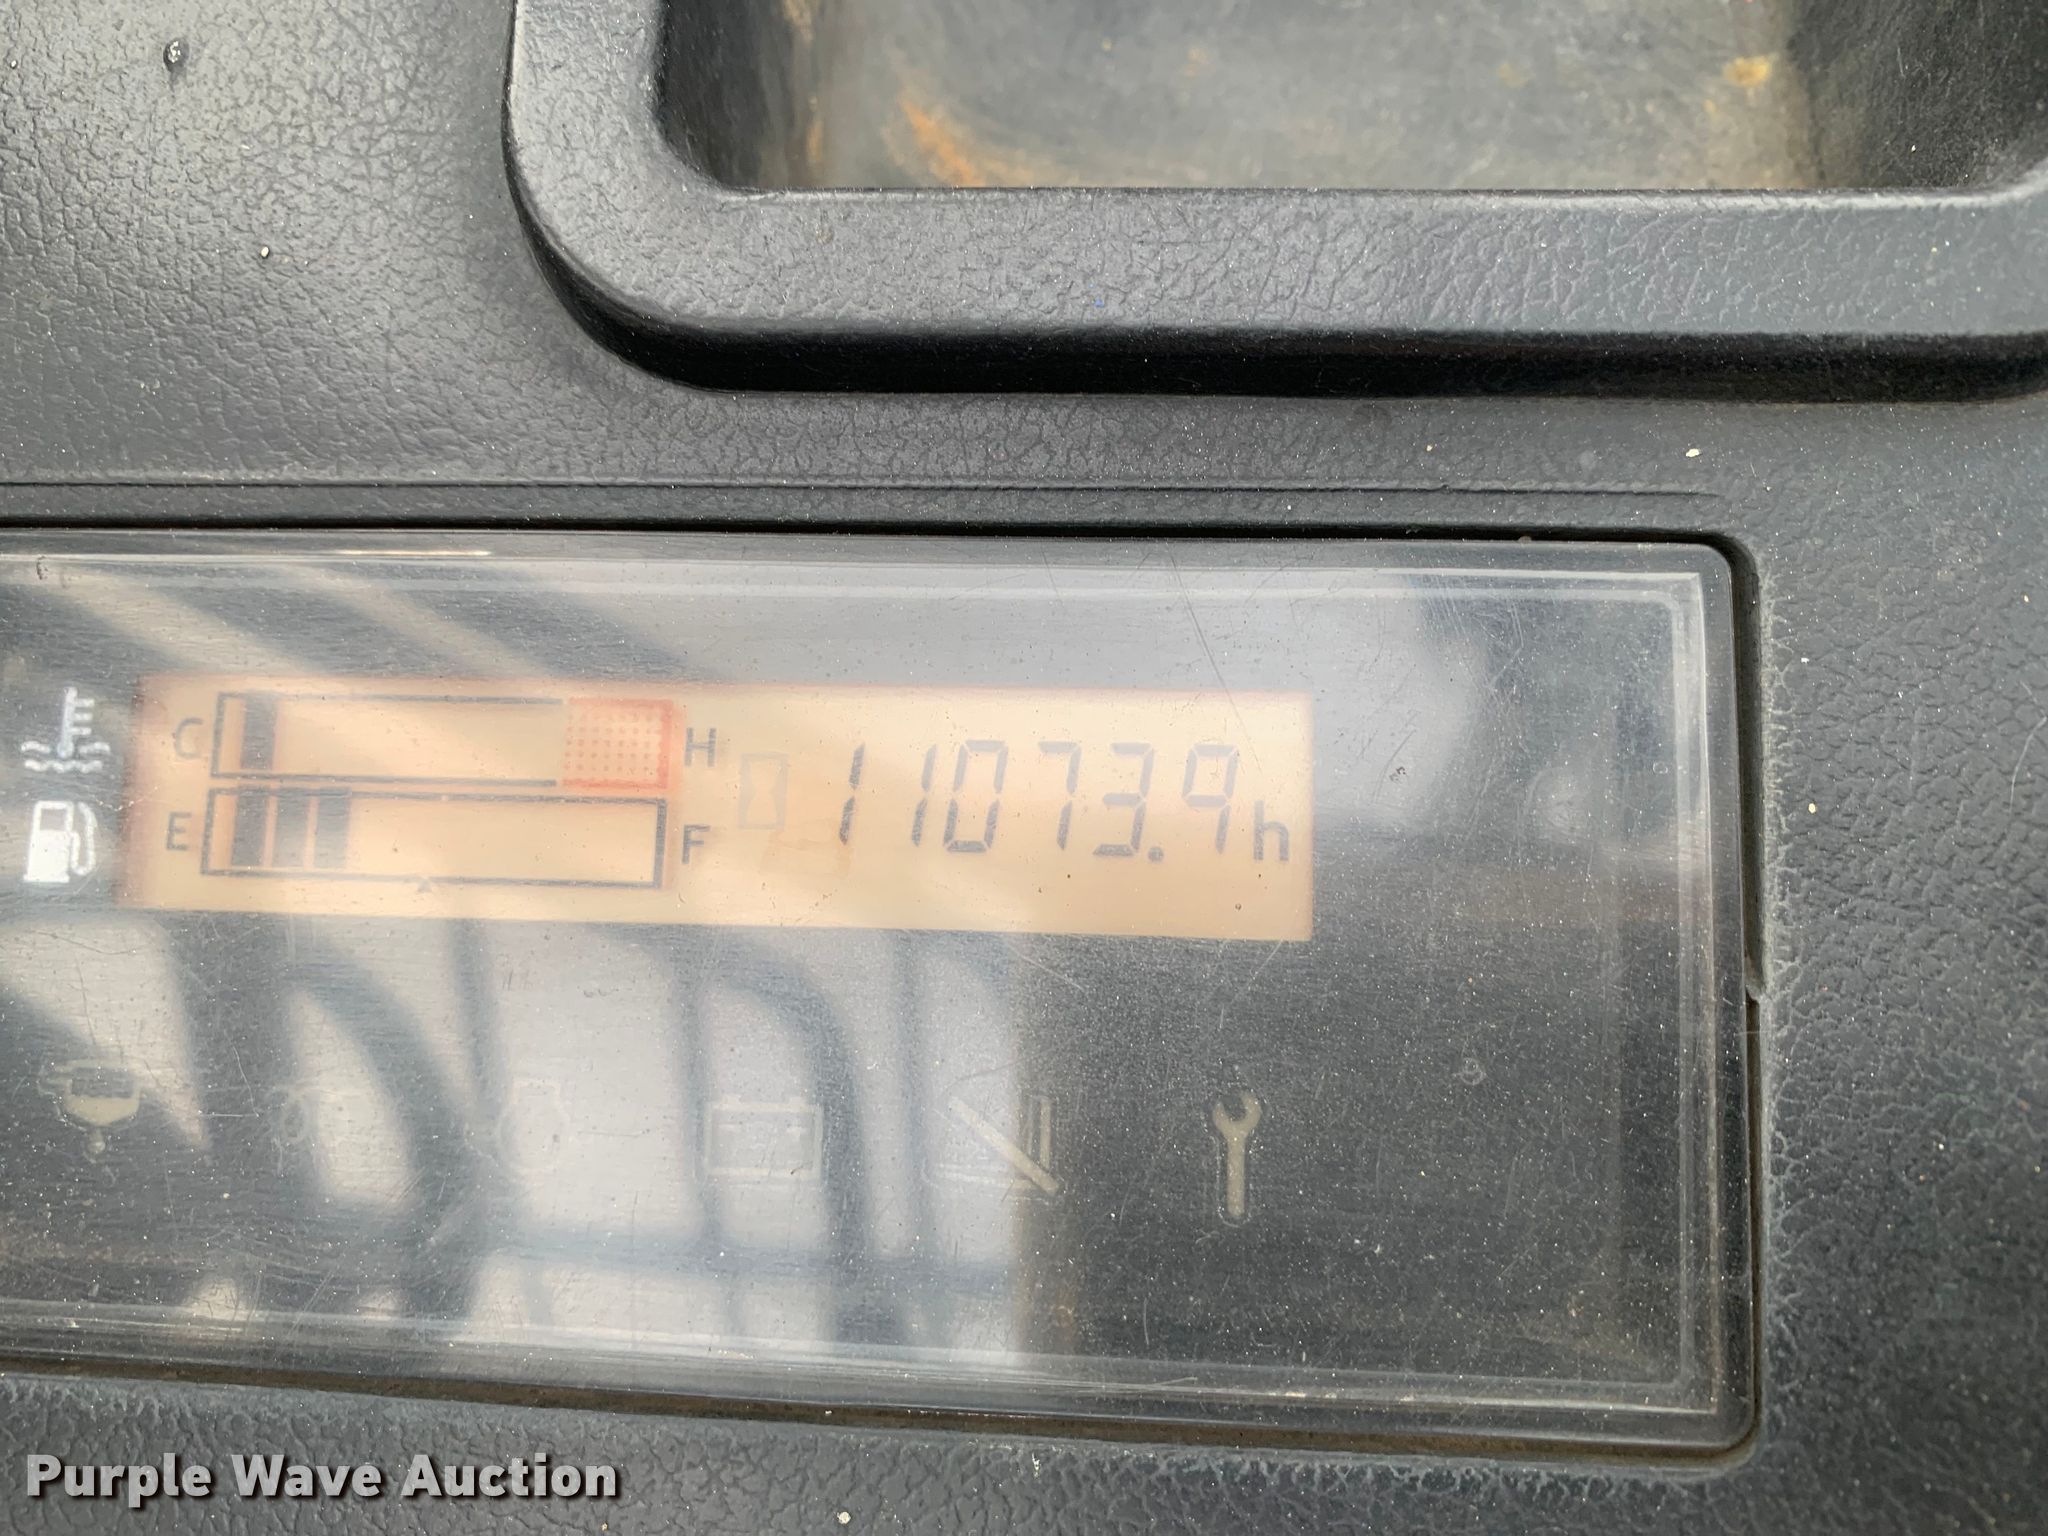 C H 11073.9h
E F
Purple Wave Auction